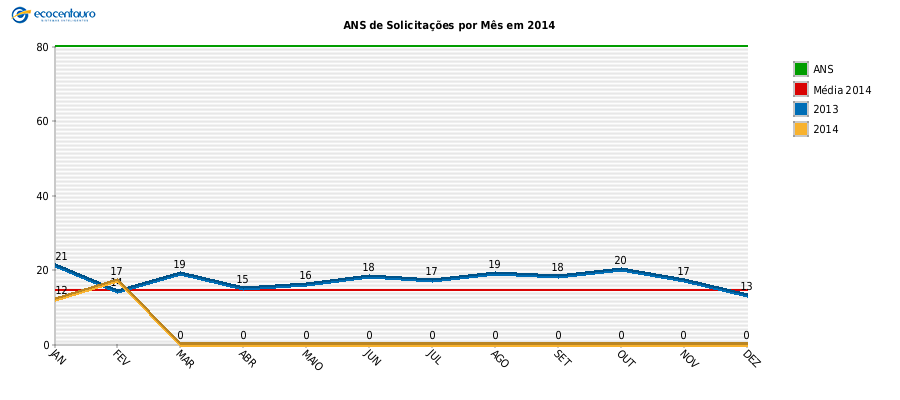 ecocentauro
ANS de Solicitações por Mês em 2014
80
60
40
20
0
21
12
17
14
19
15
16
18
17
19
18
20
17
13
0
0
0
0
0
0
0
0
0
0
JAN
FEV
MAR
ABR
MAIO
JUN
JUL
AGO
SET
OUT
NOV
DEZ
ANS
Média 2014
2013
2014